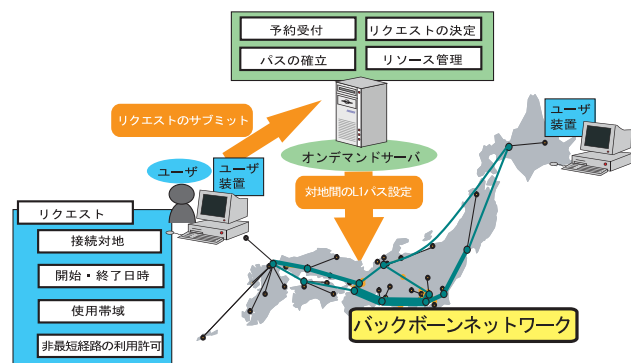 予約受付
リクエストの決定
パスの確立
リソース管理
リクエストのサブミット
オンデマンドサーバ
ユーザ
装置
ユーザ
ユーザ
装置
対地間のL1パス設定
リクエスト
接続対地
開始・終了日時
使用帯域
非最短経路の利用許可
バックボーンネットワーク